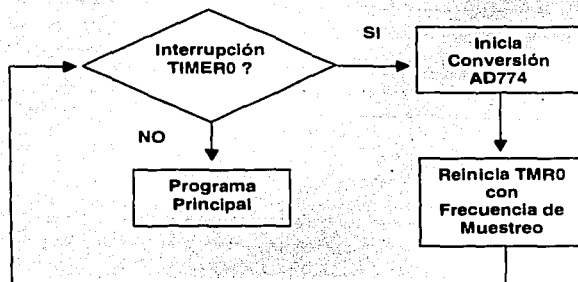 Interrupción
TIMER0 ?
SI
Inicia
Conversión
AD774
NO
Programa
Principal
Reinicia TMR0
con
Frecuencia de
Muestreo